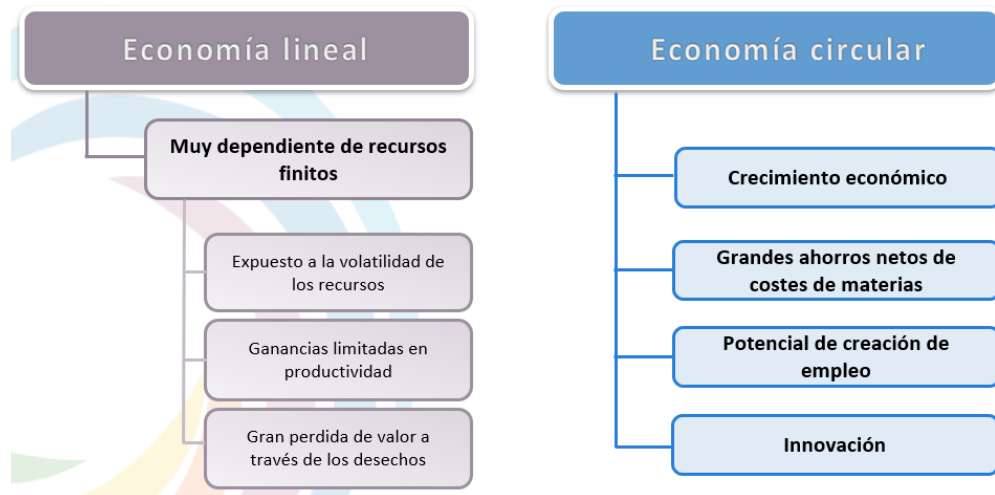 Economía lineal
Muy dependiente de recursos
finitos
Expuesto a la volatilidad de
los recursos
Ganancias limitadas en
productividad
Gran perdida de valor a
través de los desechos
Economía circular
Crecimiento económico
Grandes ahorros netos de
costes de materias
Potencial de creación de
empleo
Innovación